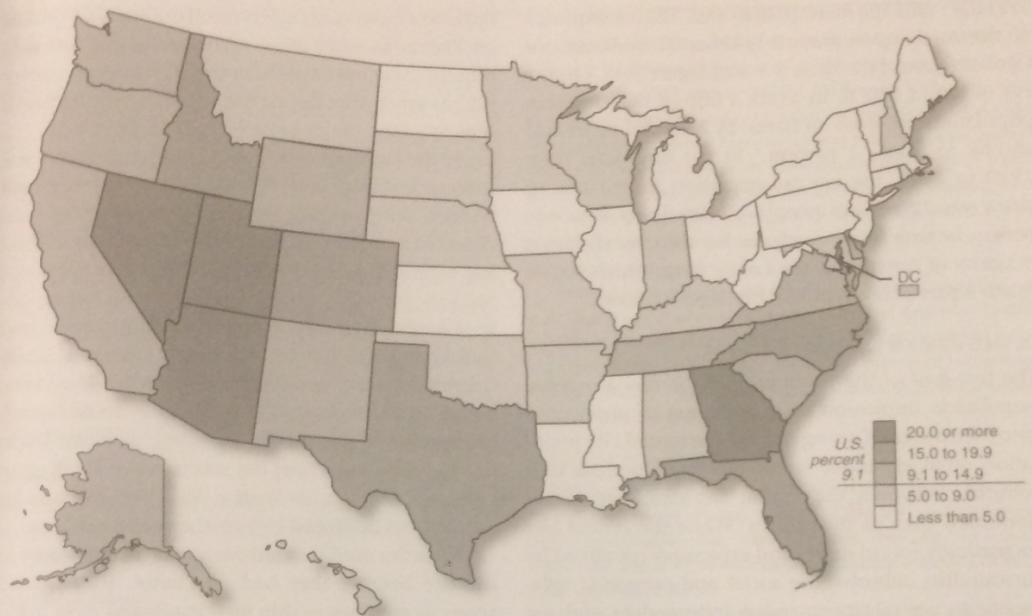 DC
U.S.
percent
9.1
20.0 or more
15.0 to 19.9
9.1 to 14.9
5.0 to 9.0
Less than 5.0